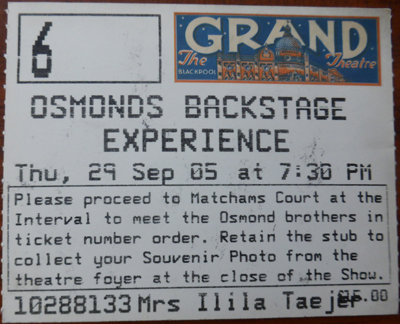 6
GRAND
The
BLACKPOOL
Theatre
OSMONDS BACKSTAGE
EXPERIENCE
Thu, 29 Sep 05 at 7:30 PM
Please proceed to Matchams Court at the
Interval to meet the Osmond brothers in
ticket number order. Retain the stub to
collect your Souvenir Photo from the
theatre foyer at the close of the Show.
10288133 Mrs Ilila Taejer